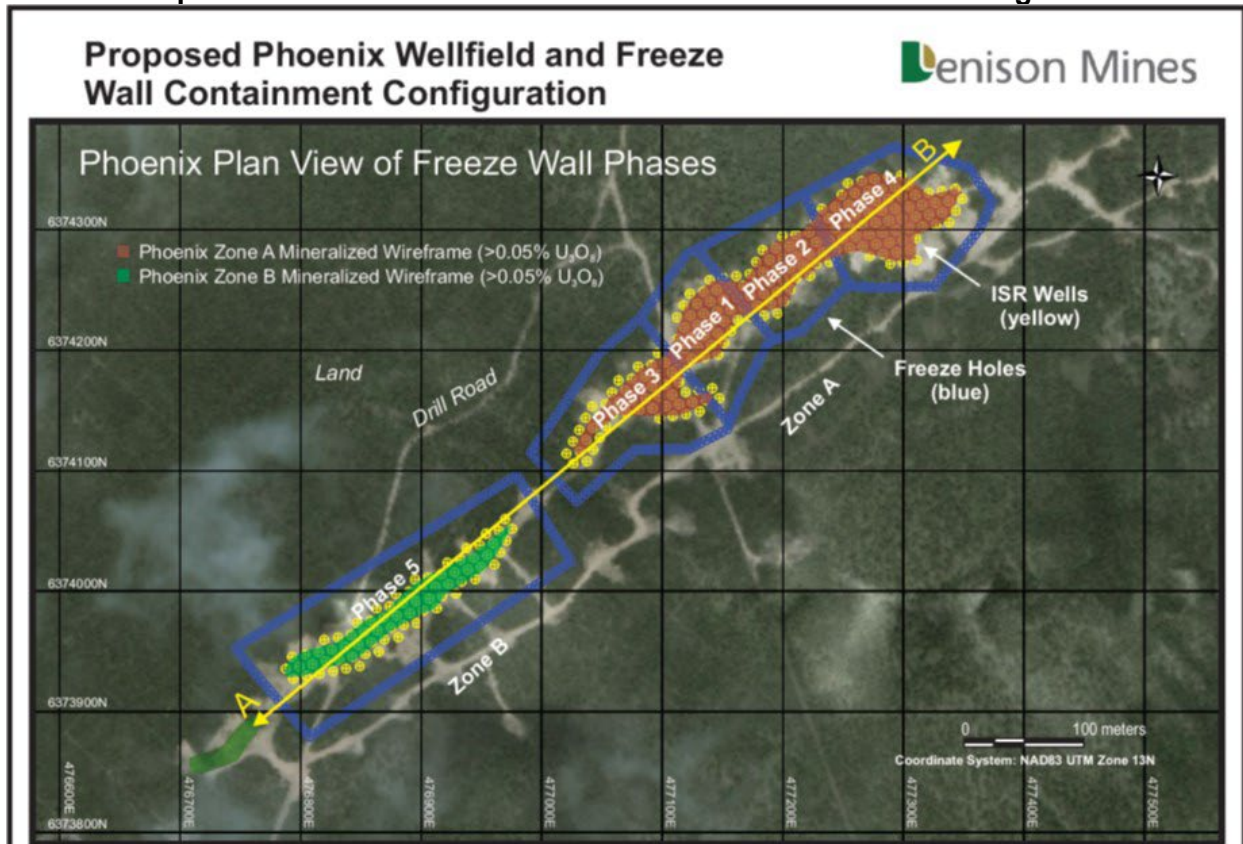 Proposed Phoenix Wellfield and Freeze
Wall Containment Configuration
Denison Mines
Phoenix Plan View of Freeze Wall Phases
B
6374300N
Phoenix Zone A Mineralized Wireframe (>0.05% U₃O₈)
Phoenix Zone B Mineralized Wireframe (>0.05% U₃O₈)
Phase 4
Phase 2
ISR Wells
(yellow)
Phase 1
6374200N
Land
Drill Road
Phase 3
Freeze Holes
(blue)
Zone A
6374100N
6374000N
Phase 5
Zone B
6373900N
A
0 100 meters
Coordinate System: NAD83 UTM Zone 13N
476600E
476700E
476800E
476900E
477000E
477100E
477200E
477300E
477400E
477500E
6373800N